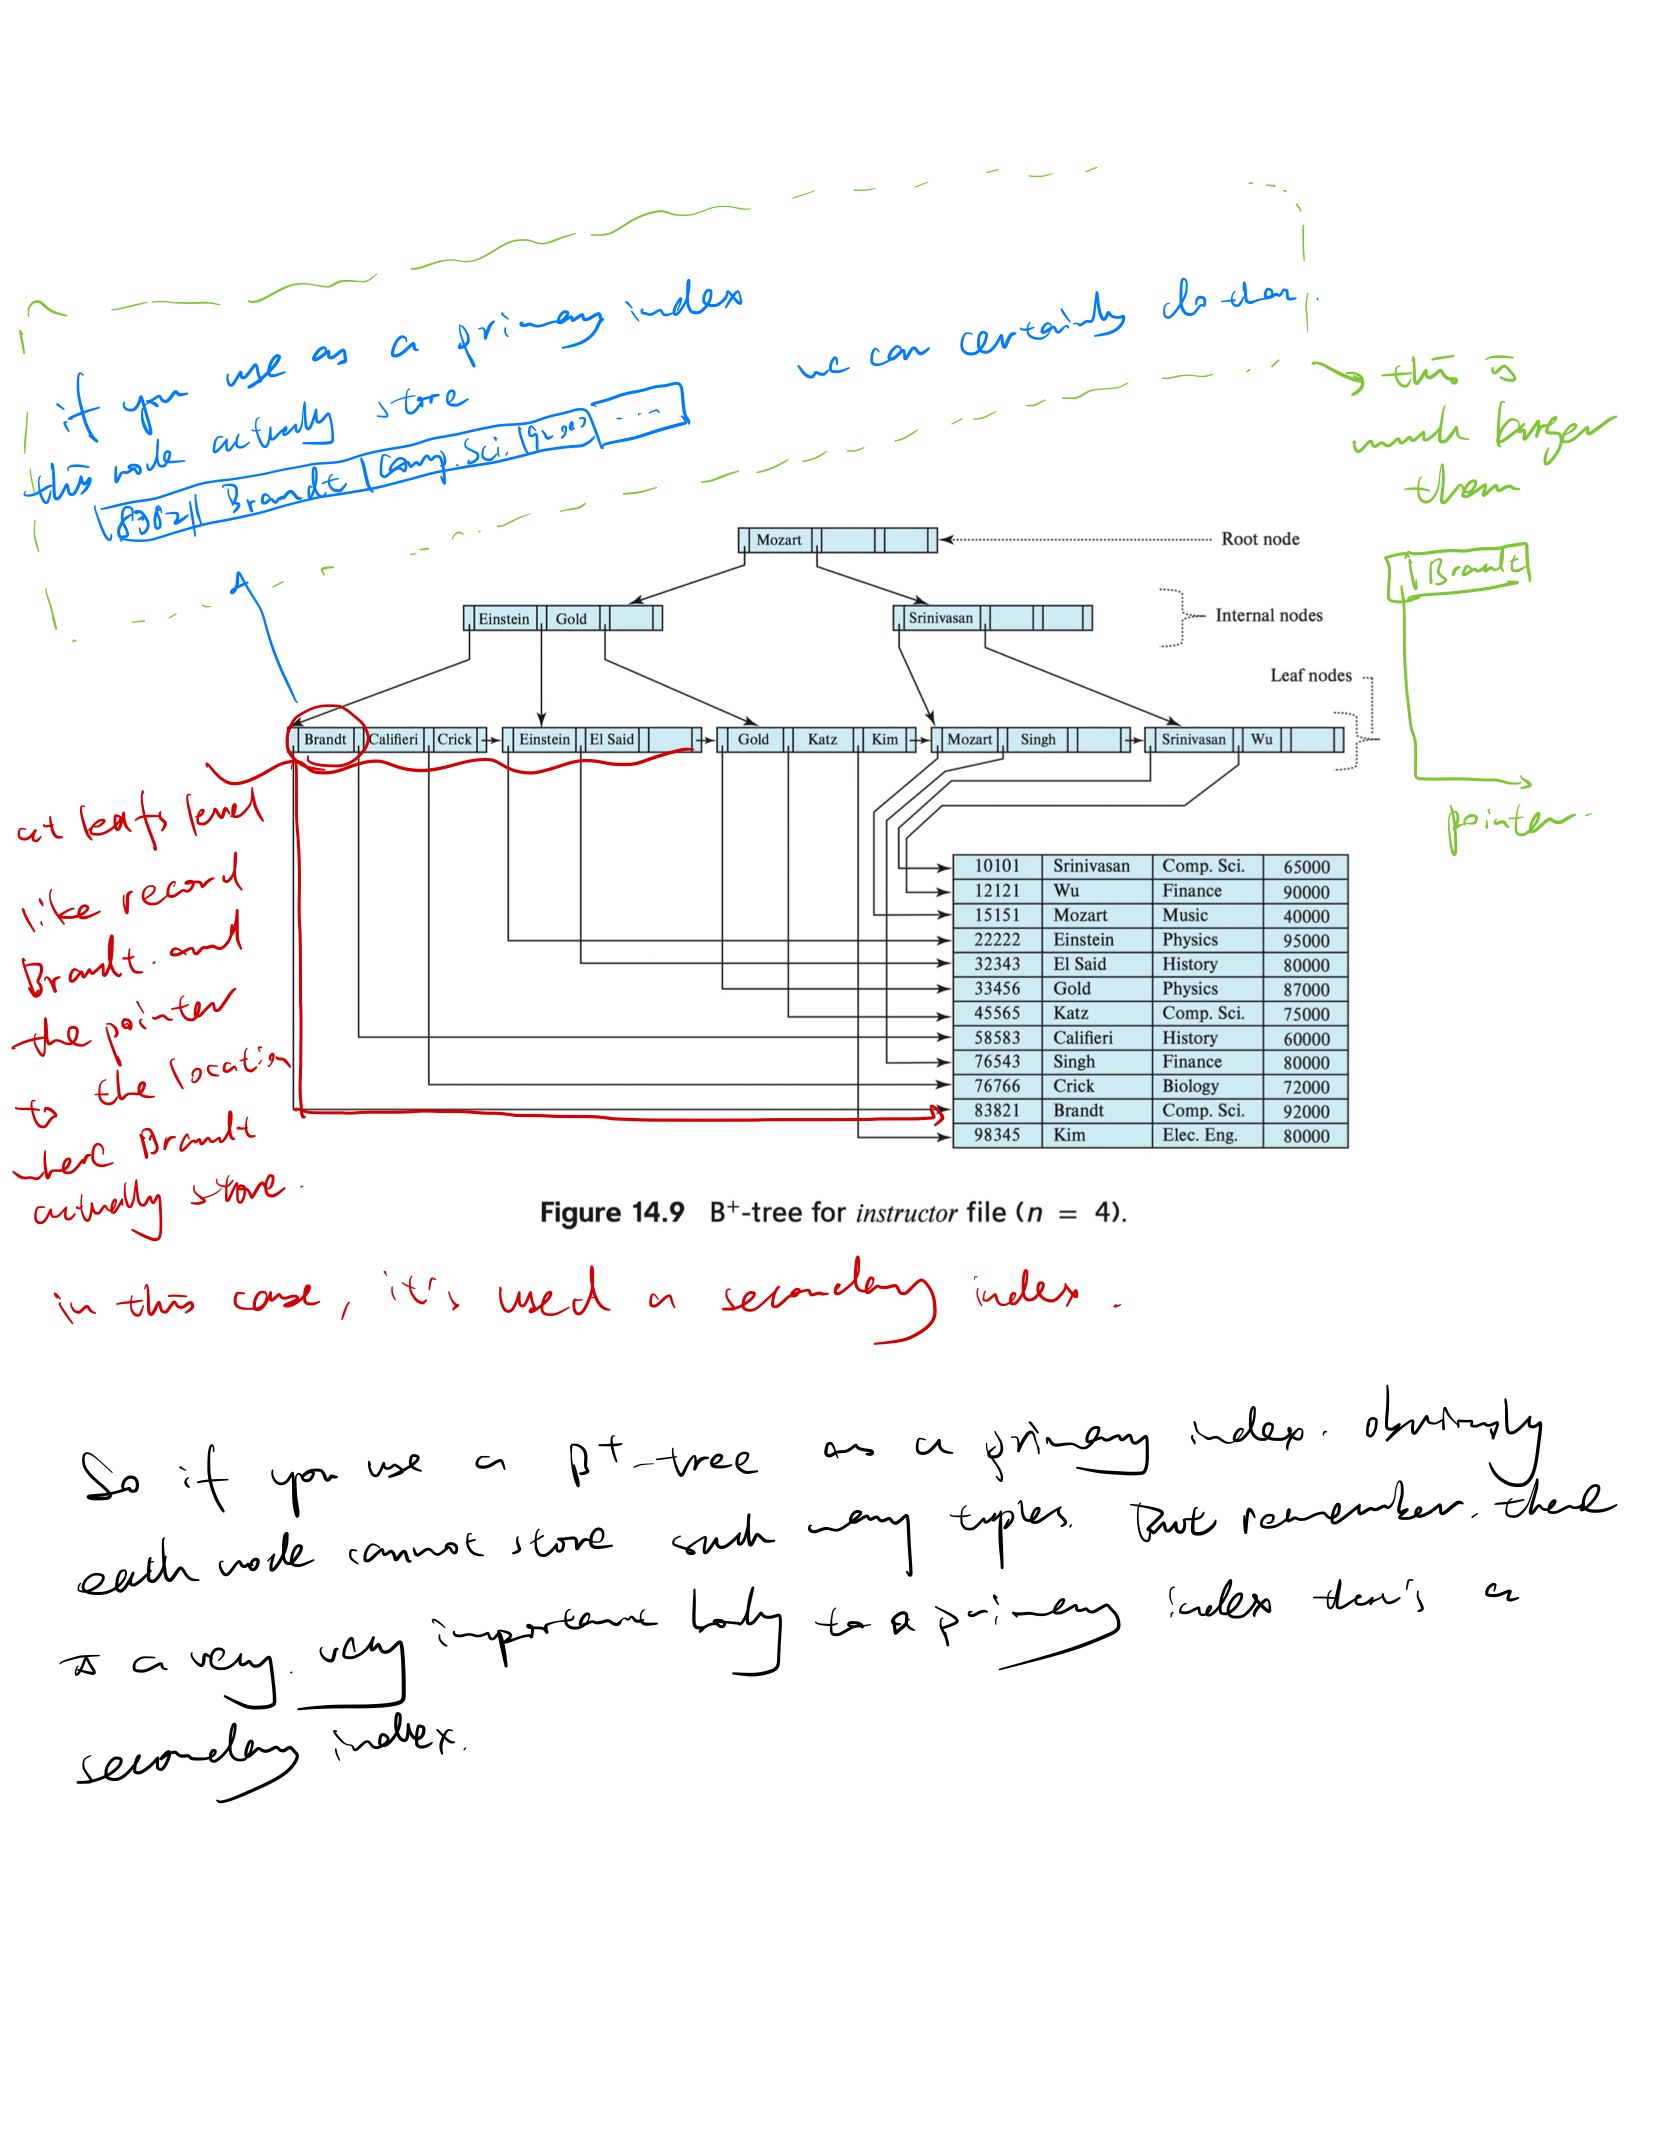 if you use as a primary index
we can certainly do that.
this node actually store
8382 | Brandt | Comp. Sci. | 92,000 | ...
this is
much larger
than
Brandt
pointer.
Mozart
Root node
Einstein Gold
Srinivasan
Internal nodes
Leaf nodes
Brandt Califieri Crick
Einstein El Said
Gold Katz Kim
Mozart Singh
Srinivasan Wu
at leafs level
like record
Brandt. and
the pointer
to the location
where Brandt
actually store.
10101 Srinivasan Comp. Sci. 65000
12121 Wu Finance 90000
15151 Mozart Music 40000
22222 Einstein Physics 95000
32343 El Said History 80000
33456 Gold Physics 87000
45565 Katz Comp. Sci. 75000
58583 Califieri History 60000
76543 Singh Finance 80000
76766 Crick Biology 72000
83821 Brandt Comp. Sci. 92000
98345 Kim Elec. Eng. 80000
Figure 14.9 B⁺-tree for instructor file (n = 4).
in this case, it's used a secondary index.
So if you use a B⁺-tree as a primary index. obviously
each node cannot store such many tuples. But remember, there
is a very. very important to a primary index there's a
secondary index.